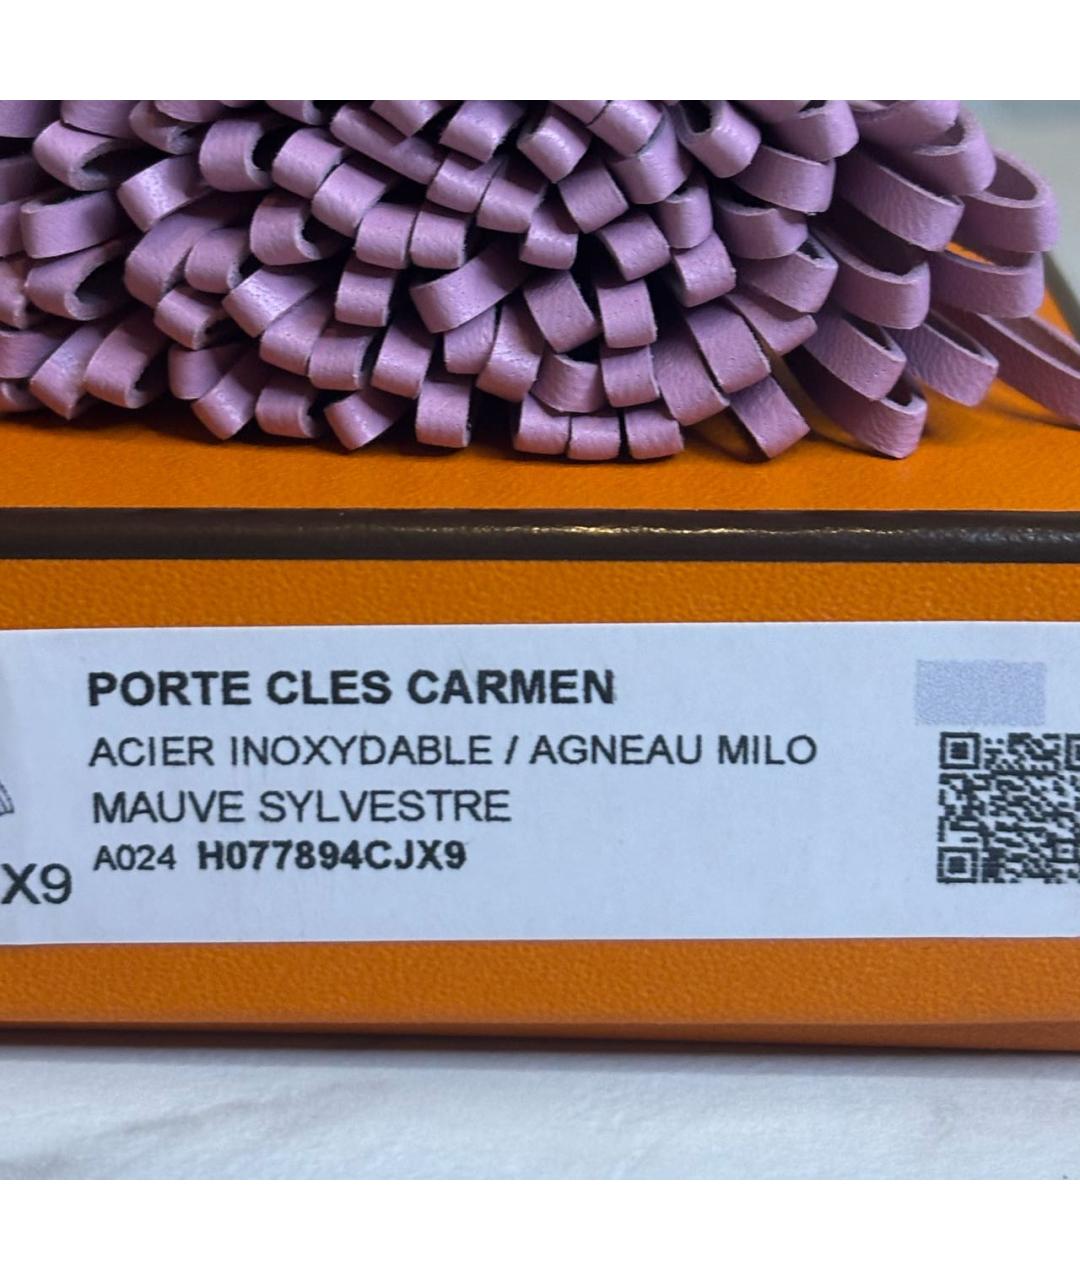 PORTE CLES CARMEN
ACIER INOXYDABLE / AGNEAU MILO
MAUVE SYLVESTRE
A024 H077894CJX9
X9